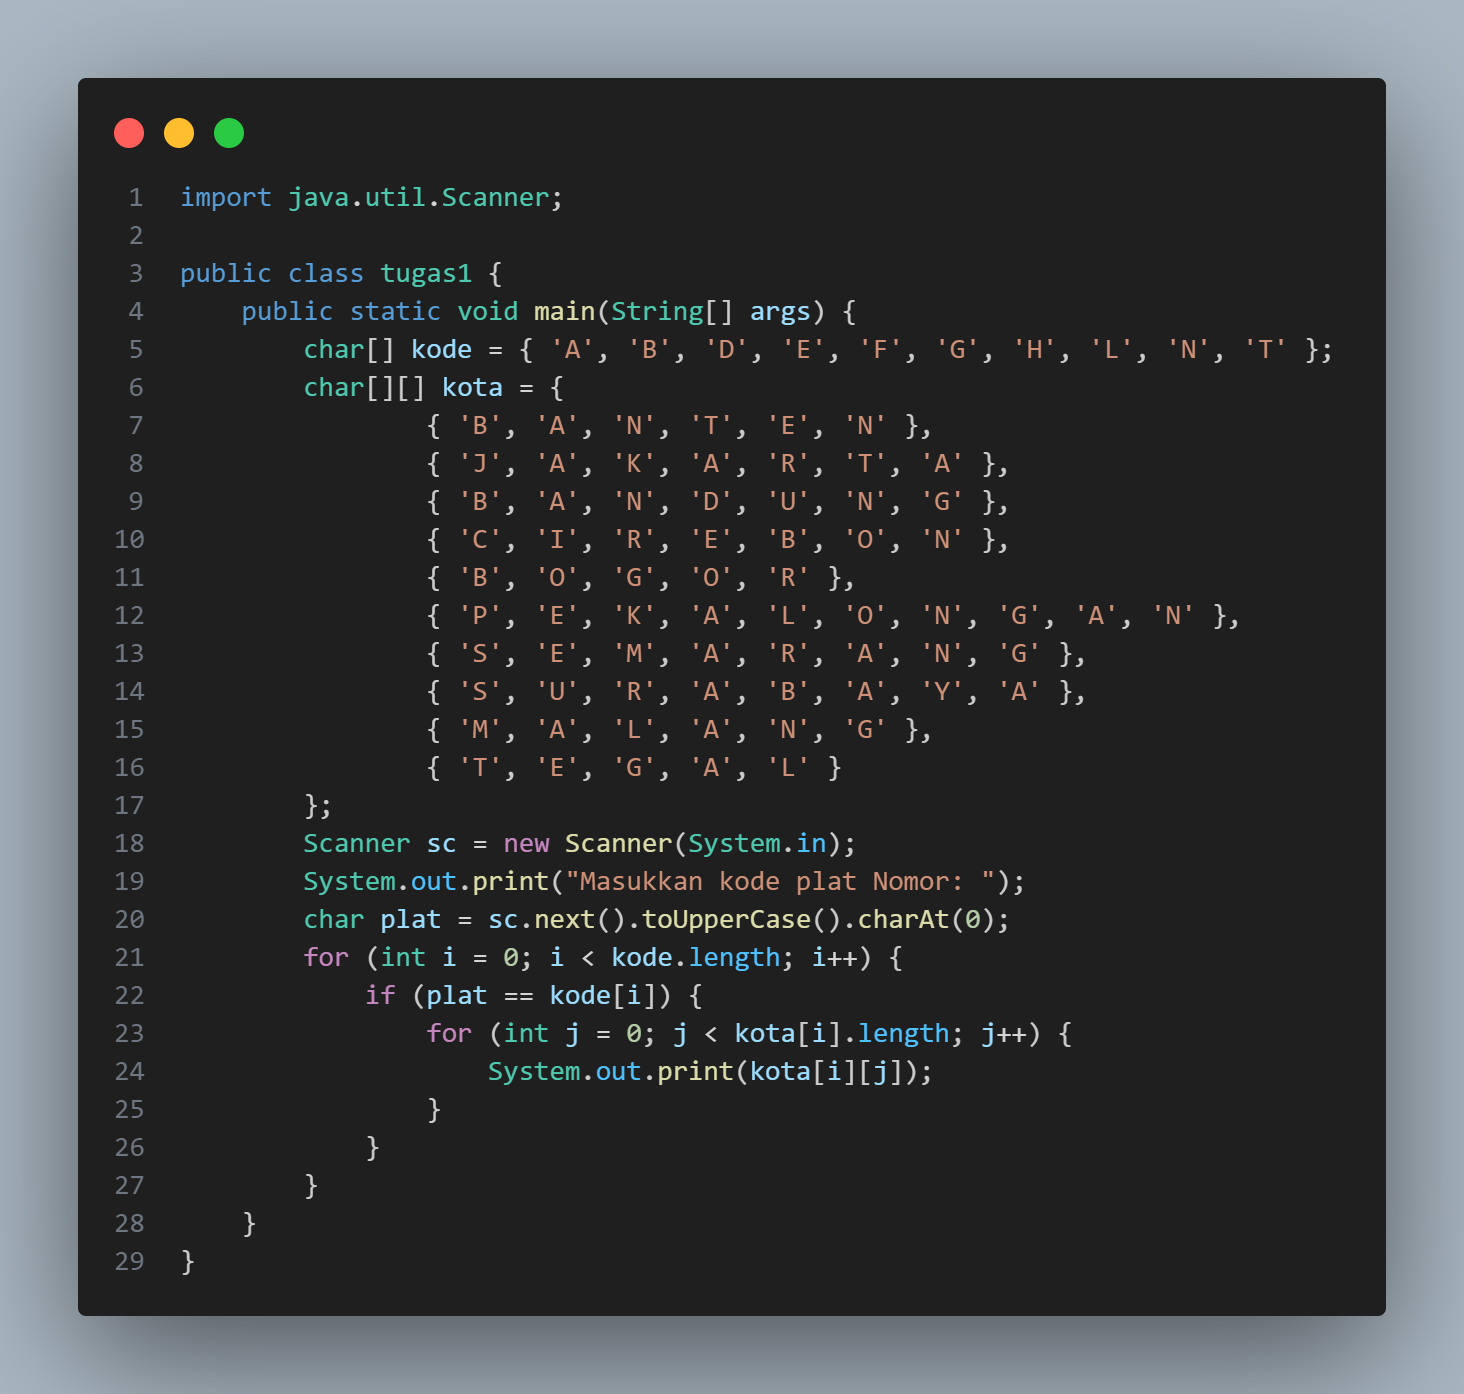 1 import java.util.Scanner;
2
3 public class tugas1 {
4     public static void main(String[] args) {
5         char[] kode = { 'A', 'B', 'D', 'E', 'F', 'G', 'H', 'L', 'N', 'T' };
6         char[][] kota = {
7                 { 'B', 'A', 'N', 'T', 'E', 'N' },
8                 { 'J', 'A', 'K', 'A', 'R', 'T', 'A' },
9                 { 'B', 'A', 'N', 'D', 'U', 'N', 'G' },
10                 { 'C', 'I', 'R', 'E', 'B', 'O', 'N' },
11                 { 'B', 'O', 'G', 'O', 'R' },
12                 { 'P', 'E', 'K', 'A', 'L', 'O', 'N', 'G', 'A', 'N' },
13                 { 'S', 'E', 'M', 'A', 'R', 'A', 'N', 'G' },
14                 { 'S', 'U', 'R', 'A', 'B', 'A', 'Y', 'A' },
15                 { 'M', 'A', 'L', 'A', 'N', 'G' },
16                 { 'T', 'E', 'G', 'A', 'L' }
17         };
18         Scanner sc = new Scanner(System.in);
19         System.out.print("Masukkan kode plat Nomor: ");
20         char plat = sc.next().toUpperCase().charAt(0);
21         for (int i = 0; i < kode.length; i++) {
22             if (plat == kode[i]) {
23                 for (int j = 0; j < kota[i].length; j++) {
24                     System.out.print(kota[i][j]);
25                 }
26             }
27         }
28     }
29 }